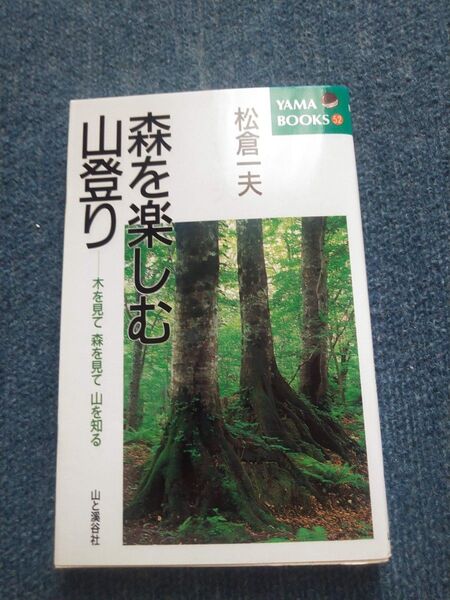 YAMA
BOOKS 52
松倉一夫
森を楽しむ
山登り
木を見て 森を見て 山を知る
山と溪谷社